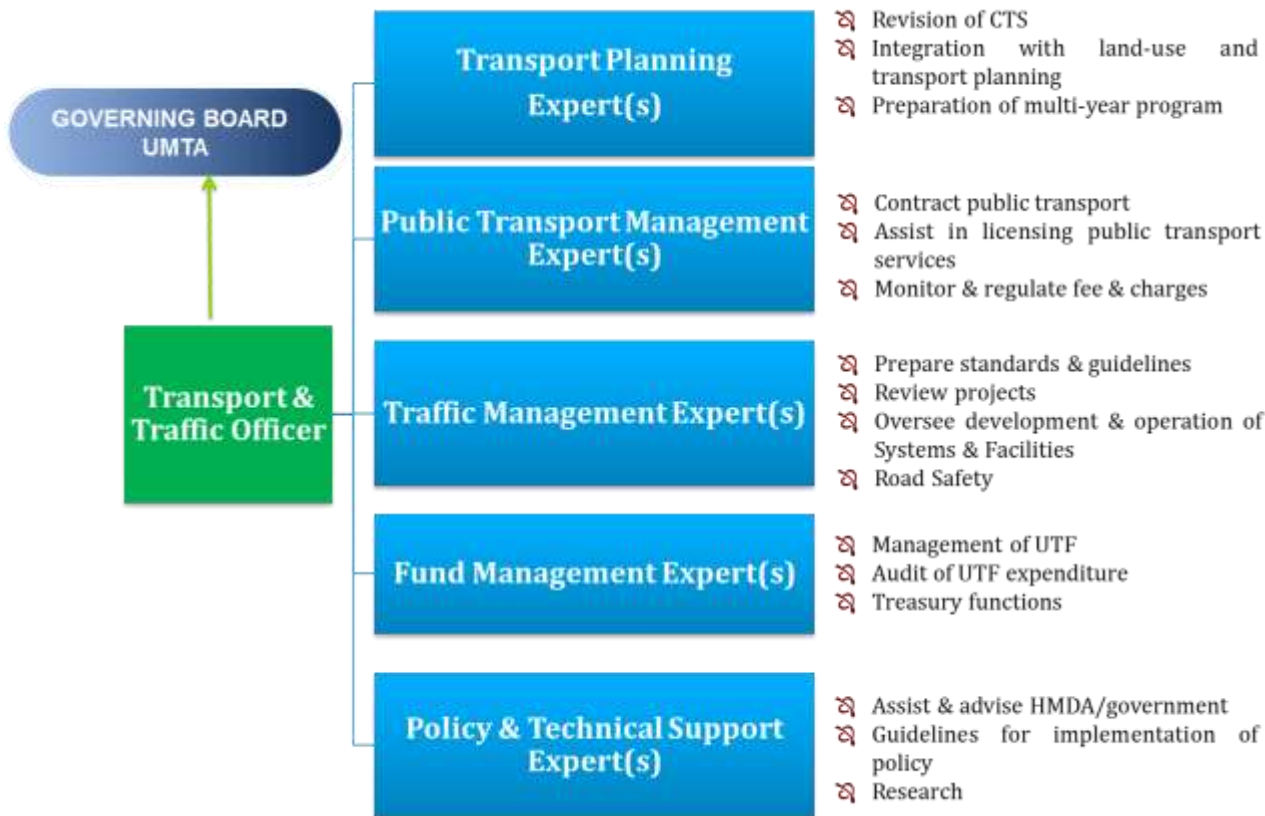 GOVERNING BOARD
UMTA
Transport &
Traffic Officer
Transport Planning
Expert(s)
Revision of CTS
Integration with land-use and
transport planning
Preparation of multi-year program
Public Transport Management
Expert(s)
Contract public transport
Assist in licensing public transport
services
Monitor & regulate fee & charges
Traffic Management Expert(s)
Prepare standards & guidelines
Review projects
Oversee development & operation of
Systems & Facilities
Road Safety
Fund Management Expert(s)
Management of UTF
Audit of UTF expenditure
Treasury functions
Policy & Technical Support
Expert(s)
Assist & advise HMDA/government
Guidelines for implementation of
policy
Research